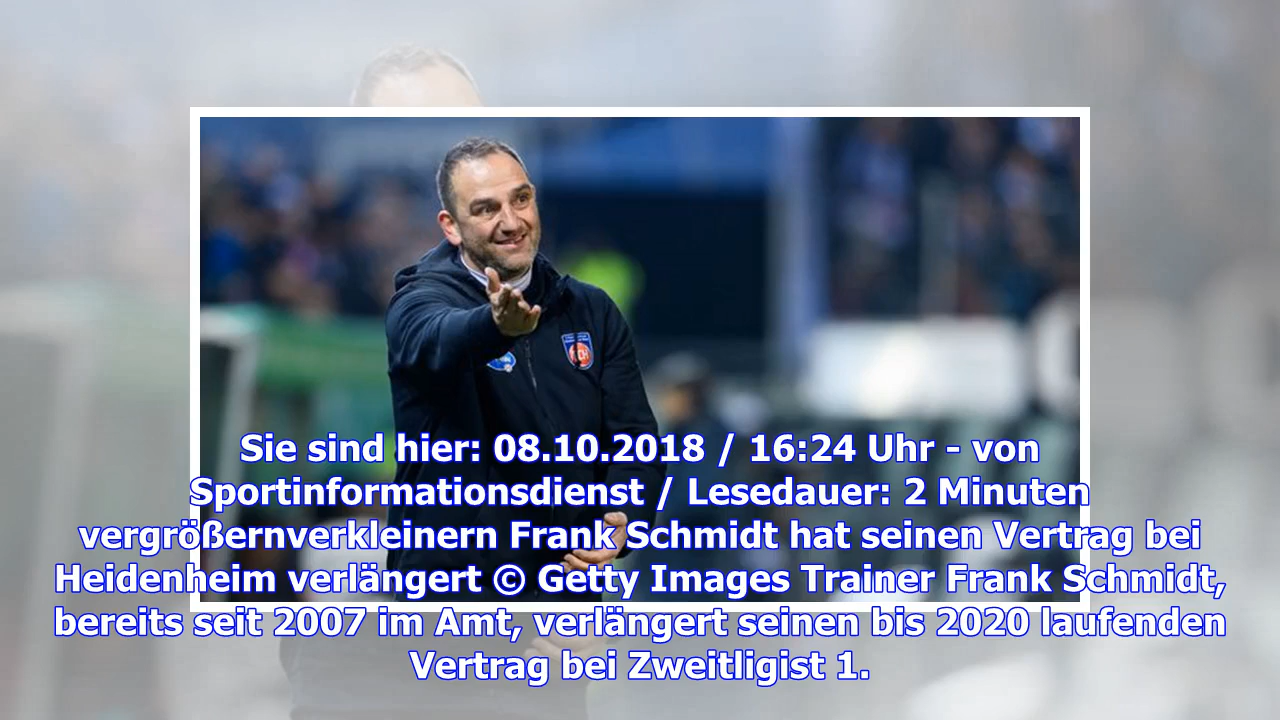 Sie sind hier: 08.10.2018 / 16:24 Uhr - von
Sportinformationsdienst / Lesedauer: 2 Minuten
vergrößernverkleinern Frank Schmidt hat seinen Vertrag bei
Heidenheim verlängert © Getty Images Trainer Frank Schmidt,
bereits seit 2007 im Amt, verlängert seinen bis 2020 laufenden
Vertrag bei Zweitligist 1.